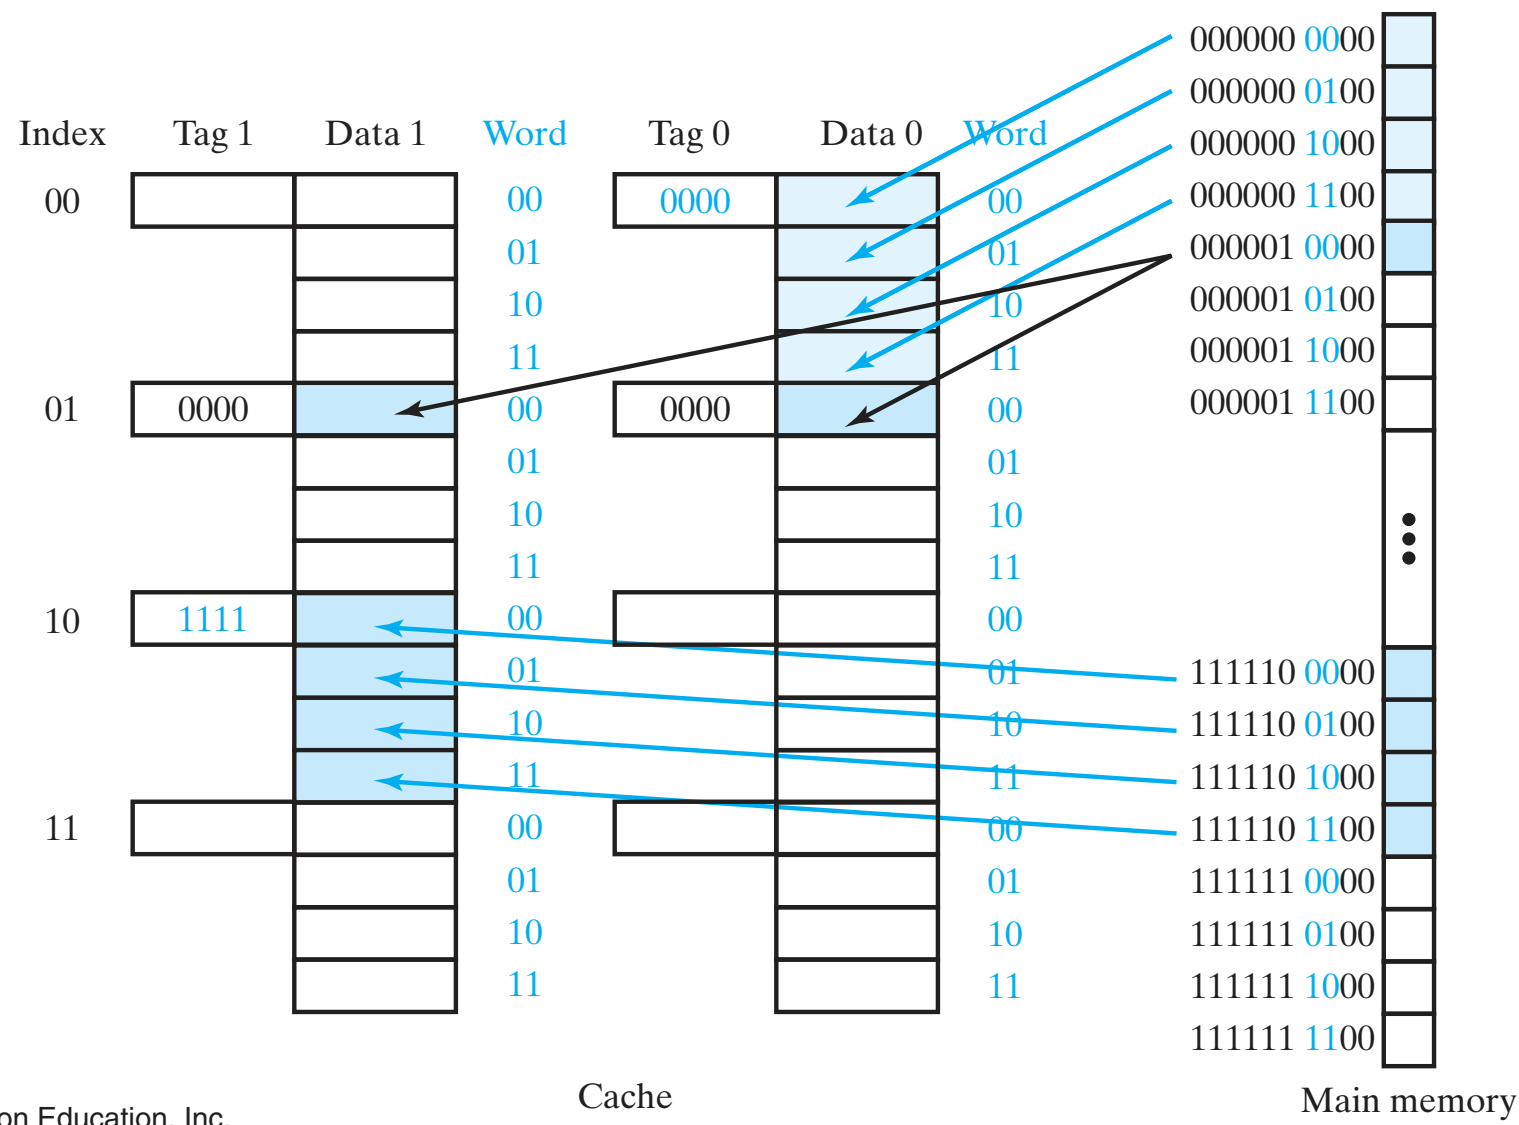 000000 0000
000000 0100
Index Tag 1 Data 1 Word Tag 0 Data 0 Word
000000 1000
00 00 0000 00 000000 1100
01 01 000001 0000
10 10 000001 0100
11 11 000001 1000
01 0000 00 0000 00 000001 1100
01 01
10 10
11 11
10 1111 00 00
01 01 111110 0000
10 10 111110 0100
11 11 111110 1000
11 00 00 111110 1100
01 01 111111 0000
10 10 111111 0100
11 11 111111 1000
111111 1100
Cache Main memory
on Education, Inc.